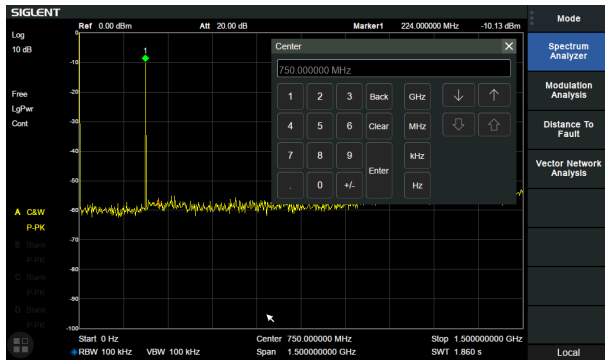 SIGLENT
Ref 0.00 dBm Att 20.00 dB Marker1 224.000000 MHz -10.13 dBm
Log
10 dB
Free
LgPwr
Cont
A C&W
P-PK
B Blank
P-PK
C Blank
P-PK
D Blank
P-PK
0
-10
-20
-30
-40
-50
-60
-70
-80
-90
-100
1
Center X
750.000000 MHz
1 2 3 Back GHz
4 5 6 Clear MHz
7 8 9 Enter kHz
. 0 +/- Hz
Start 0 Hz Center 750.000000 MHz Stop 1.500000000 GHz
RBW 100 kHz VBW 100 kHz Span 1.500000000 GHz SWT 1.860 s
Mode
Spectrum
Analyzer
Modulation
Analysis
Distance To
Fault
Vector Network
Analysis
Local